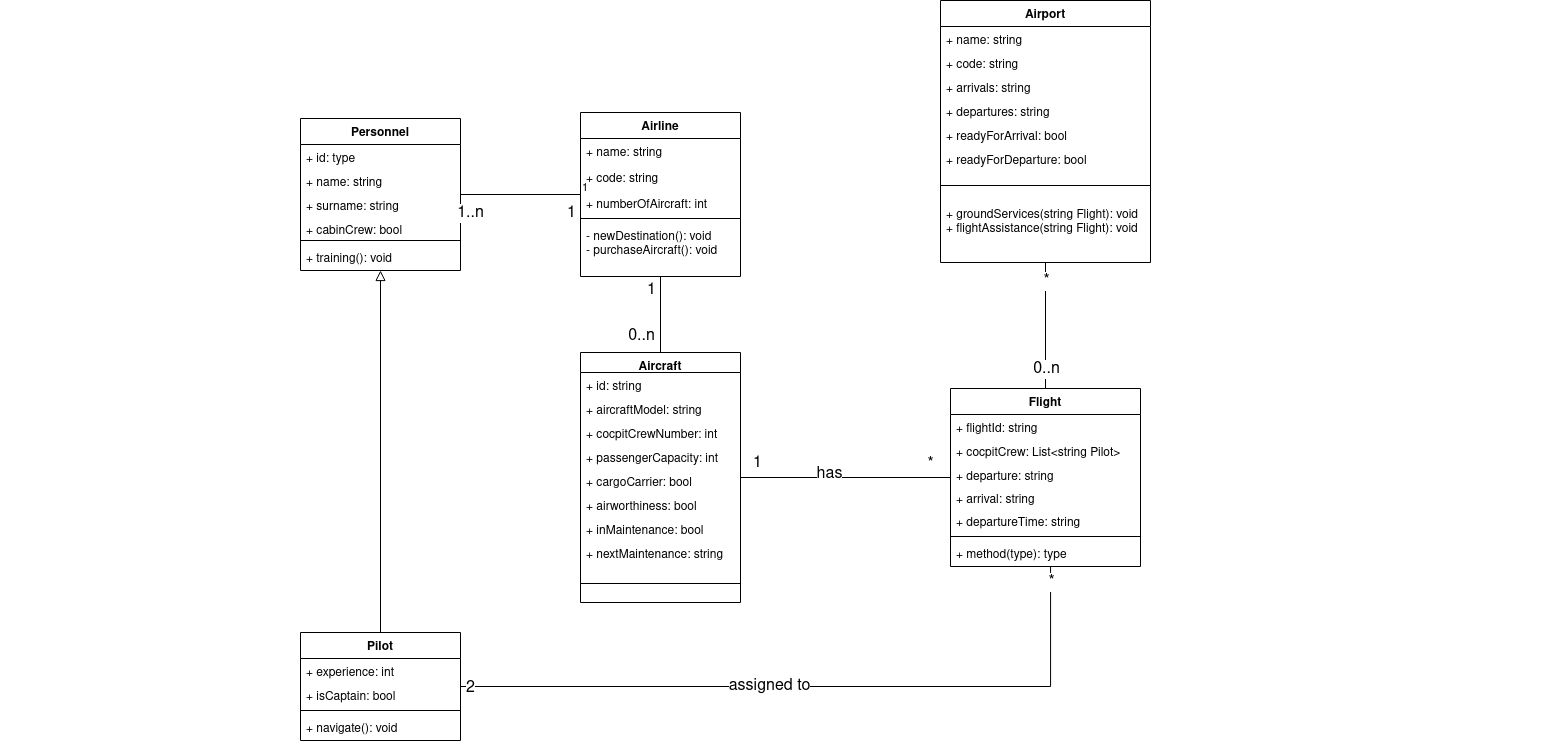 Airport
+ name: string
+ code: string
+ arrivals: string
+ departures: string
+ readyForArrival: bool
+ readyForDeparture: bool
+ groundServices(string Flight): void
+ flightAssistance(string Flight): void
Personnel
+ id: type
+ name: string
+ surname: string
+ cabinCrew: bool
+ training(): void
1..n
1
1
Airline
+ name: string
+ code: string
+ numberOfAircraft: int
- newDestination(): void
- purchaseAircraft(): void
1
0..n
*
0..n
Aircraft
+ id: string
+ aircraftModel: string
+ cocpitCrewNumber: int
+ passengerCapacity: int
+ cargoCarrier: bool
+ airworthiness: bool
+ inMaintenance: bool
+ nextMaintenance: string
1
has
*
Flight
+ flightId: string
+ cocpitCrew: List<string Pilot>
+ departure: string
+ arrival: string
+ departureTime: string
+ method(type): type
*
Pilot
+ experience: int
+ isCaptain: bool
+ navigate(): void
2
assigned to